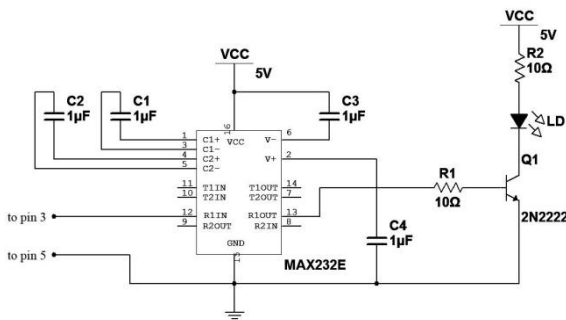 VCC
5V
R2
10Ω
LD
Q1
2N2222
R1
10Ω
VCC
5V
C2
1µF
C1
1µF
C3
1µF
16
VCC
1
C1+
3
C1-
4
C2+
5
C2-
V-
6
V+
2
11
T1IN
10
T2IN
T1OUT
14
T2OUT
7
to pin 3
12
R1IN
9
R2OUT
R1OUT
13
R2IN
8
GND
15
MAX232E
C4
1µF
to pin 5